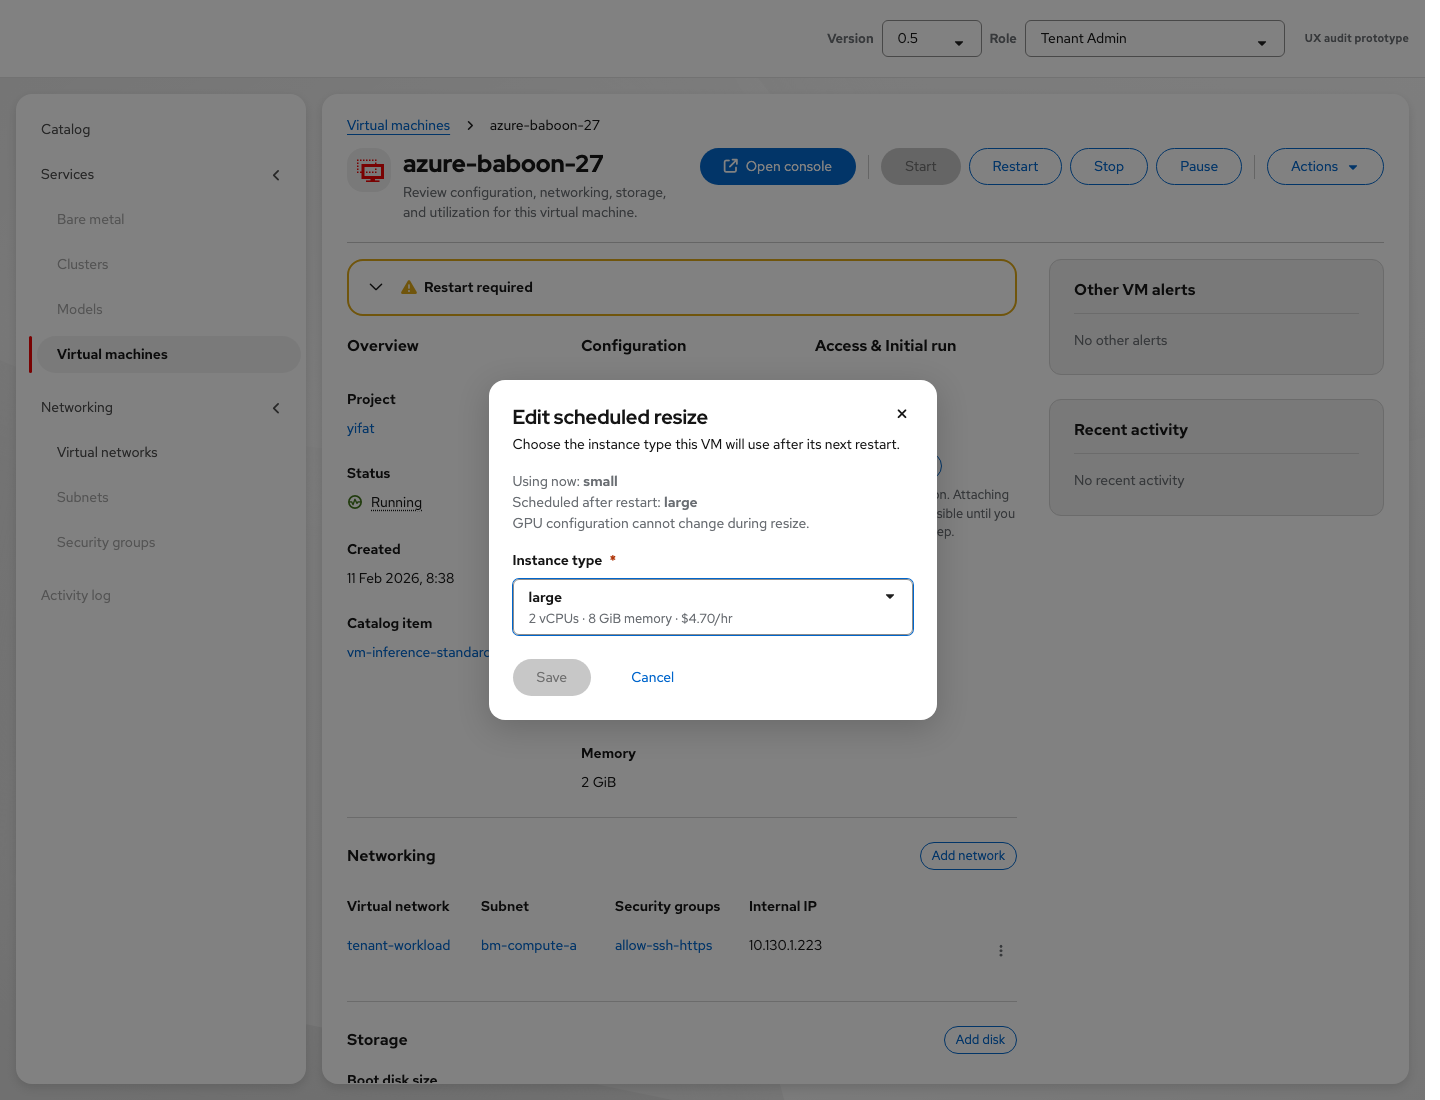 Version 0.5 Role Tenant Admin UX audit prototype
Catalog
Services
Bare metal
Clusters
Models
Virtual machines
Networking
Virtual networks
Subnets
Security groups
Activity log
Virtual machines azure-baboon-27
azure-baboon-27
Review configuration, networking, storage,
and utilization for this virtual machine.
Open console Start Restart Stop Pause Actions
Restart required
Overview Configuration Access & Initial run
Project
yifat
Status
Running
Created
11 Feb 2026, 8:38
Catalog item
vm-inference-standard
on. Attaching
sible until you
ep.
Edit scheduled resize
Choose the instance type this VM will use after its next restart.
Using now: small
Scheduled after restart: large
GPU configuration cannot change during resize.
Instance type *
large
2 vCPUs · 8 GiB memory · $4.70/hr
Save Cancel
Memory
2 GiB
Networking Add network
Virtual network Subnet Security groups Internal IP
tenant-workload bm-compute-a allow-ssh-https 10.130.1.223
Storage Add disk
Boot disk size
Other VM alerts
No other alerts
Recent activity
No recent activity